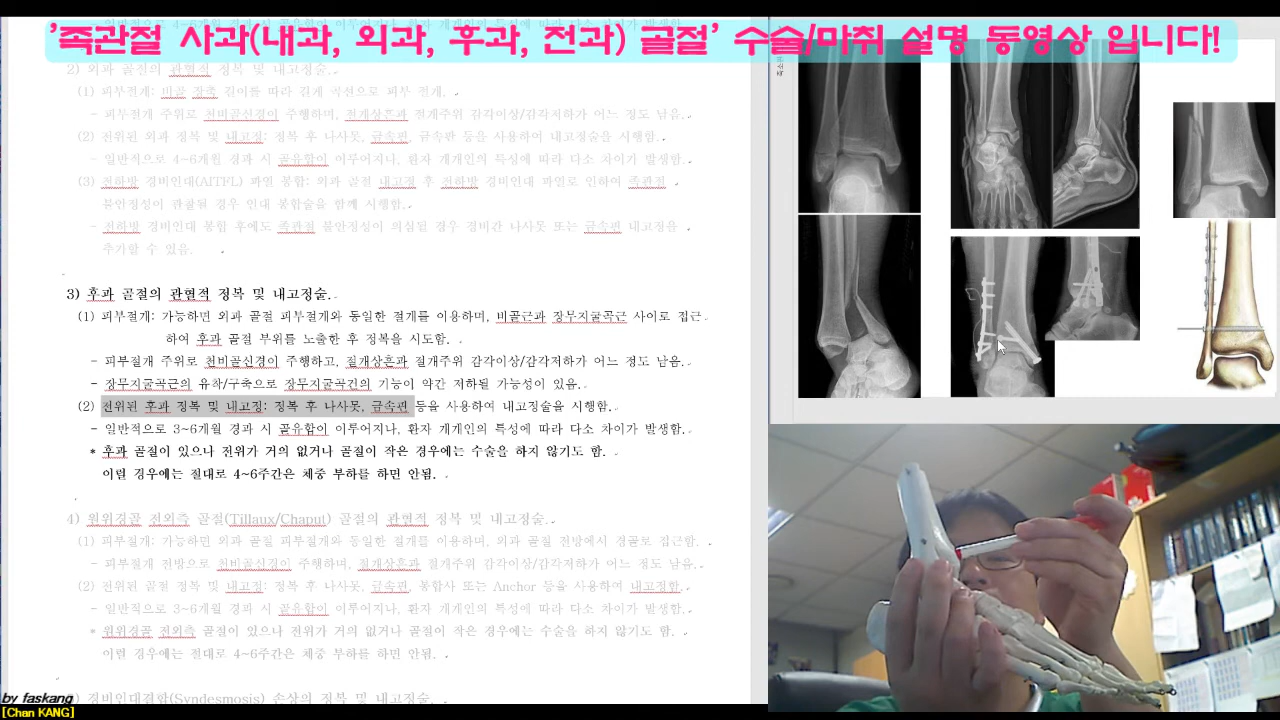 ’족관절 사과(내과, 외과, 후과, 전과) 골절’ 수술/마취 설명 동영상 입니다!
2) 외과 골절의 관혈적 정복 및 내고정술.
(1) 피부절개: 비골 장축 길이를 따라 길게 직선으로 피부 절개.
- 피부절개 주위로 천비골신경이 주행하며, 절개상흔과 절개주위 감각이상/감각저하가 어느 정도 남음.
(2) 전위된 외과 정복 및 내고정: 정복 후 나사못, 금속판, 금속판 등을 사용하여 내고정술을 시행함.
- 일반적으로 4-6개월 경과 시 골유합이 이루어지나, 환자 개개인의 특성에 따라 다소 차이가 발생함.
(3) 전하방 경비인대(AITFL) 파열 봉합: 외과 골절 내고정 후 전하방 경비인대 파열로 인하여 족관절
불안정성이 관찰된 경우 인대 봉합술을 함께 시행함.
- 전하방 경비인대 봉합 후에도 족관절 불안정성이 의심될 경우 경비간 나사못 또는 금속판 내고정을
추가할 수 있음.
3) 후과 골절의 관혈적 정복 및 내고정술.
(1) 피부절개: 가능하면 외과 골절 피부절개와 동일한 절개를 이용하며, 비골근과 장무지굴곡근 사이로 접근
하여 후과 골절 부위를 노출한 후 정복을 시도함.
- 피부절개 주위로 천비골신경이 주행하고, 절개상흔과 절개주위 감각이상/감각저하가 어느 정도 남음.
- 장무지굴곡근의 유착/구축으로 장무지굴곡건의 기능이 약간 저하될 가능성이 있음.
(2) 전위된 후과 정복 및 내고정: 정복 후 나사못, 금속판 등을 사용하여 내고정술을 시행함.
- 일반적으로 3~6개월 경과 시 골유합이 이루어지나, 환자 개개인의 특성에 따라 다소 차이가 발생함.
* 후과 골절이 있으나 전위가 거의 없거나 골절이 작은 경우에는 수술을 하지 않기도 함.
이럴 경우에는 절대로 4~6주간은 체중 부하를 하면 안됨.
4) 원위경골 전외측 골절(Tillaux/Chaput) 골절의 관혈적 정복 및 내고정술.
(1) 피부절개: 가능하면 외과 골절 피부절개와 동일한 절개를 이용하며, 외과 골절 전방에서 경골로 접근함.
- 피부절개 전방으로 천비골신경이 주행하며, 절개상흔과 절개주위 감각이상/감각저하가 어느 정도 남음.
(2) 전위된 골절 정복 및 내고정: 정복 후 나사못, 금속판, 봉합사 또는 Anchor 등을 사용하여 내고정함.
- 일반적으로 3~6개월 경과 시 골유합이 이루어지나, 환자 개개인의 특성에 따라 다소 차이가 발생함.
* 원위경골 전외측 골절이 있으나 전위가 거의 없거나 골절이 작은 경우에는 수술을 하지 않기도 함.
이럴 경우에는 절대로 4~6주간은 체중 부하를 하면 안됨.
경비인대결합(Syndesmosis) 손상의 정복 및 내고정술.
by faskang
[Chan KANG]